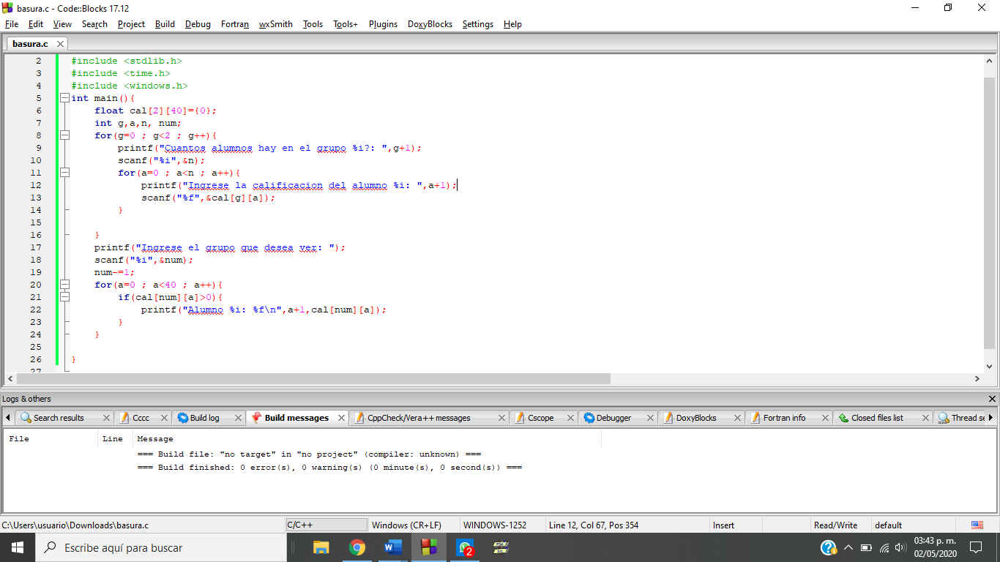 basura.c - Code::Blocks 17.12
File Edit View Search Project Build Debug Fortran wxSmith Tools Tools+ Plugins DoxyBlocks Settings Help
basura.c
2 #include <stdlib.h>
3 #include <time.h>
4 #include <windows.h>
5 int main(){
6 float cal[2][40]={0};
7 int g,a,n, num;
8 for(g=0 ; g<2 ; g++){
9 printf("Cuantos alumnos hay en el grupo %i?: ",g+1);
10 scanf("%i",&n);
11 for(a=0 ; a<n ; a++){
12 printf("Ingrese la calificacion del alumno %i: ",a+1);
13 scanf("%f",&cal[g][a]);
14 }
15
16 }
17 printf("Ingrese el grupo que desea ver: ");
18 scanf("%i",&num);
19 num-=1;
20 for(a=0 ; a<40 ; a++){
21 if(cal[num][a]>0){
22 printf("Alumno %i: %f\n",a+1,cal[num][a]);
23 }
24 }
25
26 }
27
Logs & others
Search results Cccc Build log Build messages CppCheck/Vera++ messages Cscope Debugger DoxyBlocks Fortran info Closed files list Thread se
File Line Message
=== Build file: "no target" in "no project" (compiler: unknown) ===
=== Build finished: 0 error(s), 0 warning(s) (0 minute(s), 0 second(s)) ===
C:\Users\usuario\Downloads\basura.c C/C++ Windows (CR+LF) WINDOWS-1252 Line 12, Col 67, Pos 354 Insert Read/Write default
Escribe aquí para buscar
2
03:43 p. m.
02/05/2020